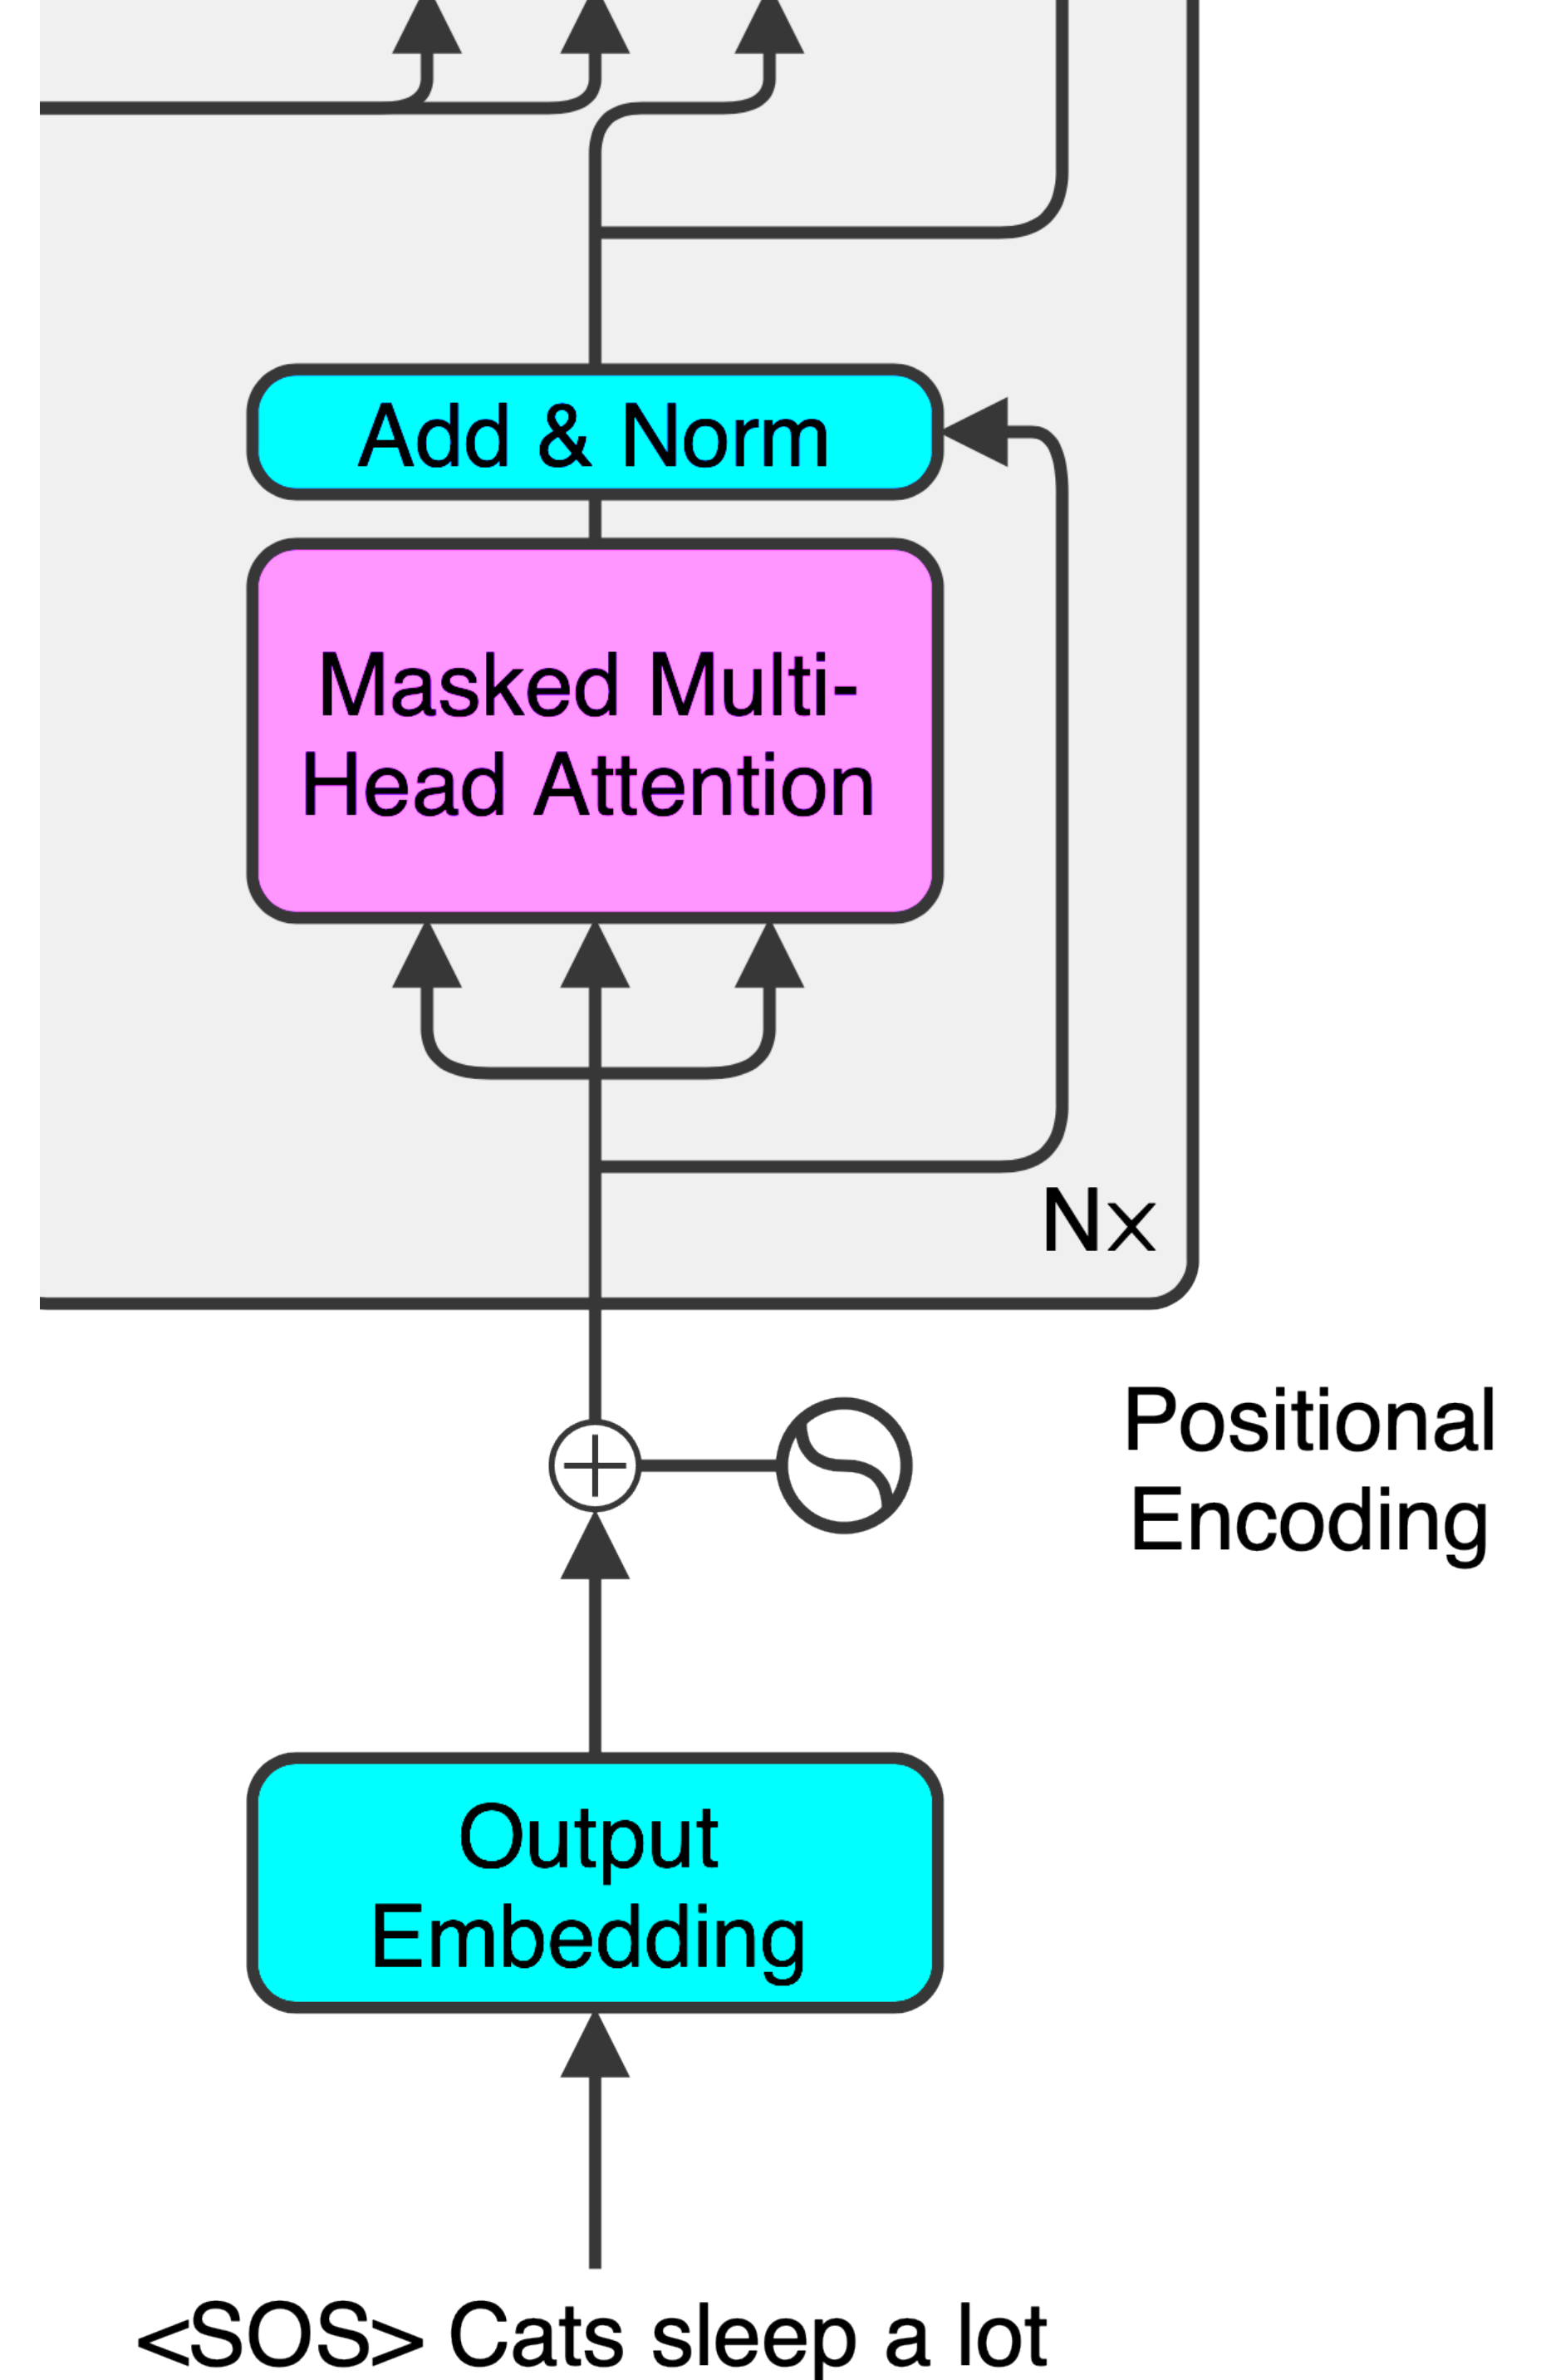 Add & Norm
Masked Multi-
Head Attention
Nx
Positional
Encoding
Output
Embedding
<SOS> Cats sleep a lot